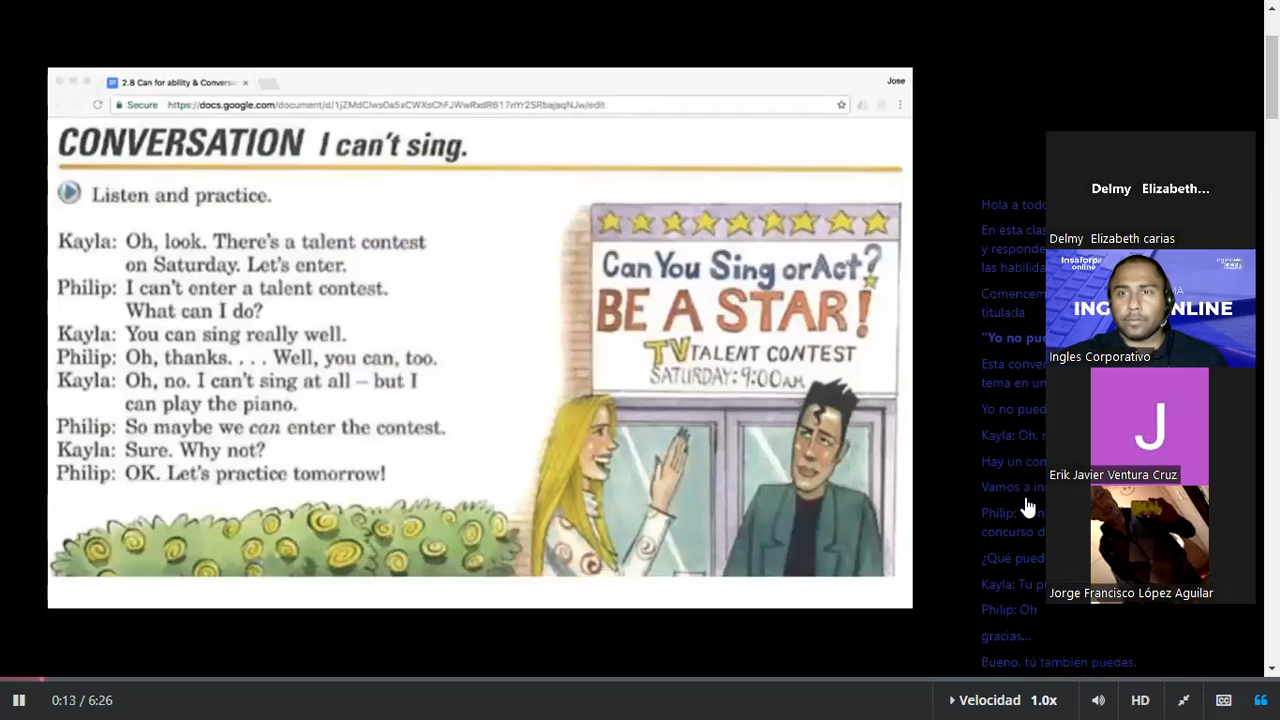 2.8 Can for ability & Conversa
Jose
Secure
https://docs.google.com/document/d/1jZMdClws0a5xCWXsChFJWwRxdR617nYr2SRbajaqNJw/edit
CONVERSATION I can't sing.
Listen and practice.
Kayla: Oh, look. There's a talent contest
on Saturday. Let's enter.
Philip: I can't enter a talent contest.
What can I do?
Kayla: You can sing really well.
Philip: Oh, thanks. . . . Well, you can, too.
Kayla: Oh, no. I can't sing at all – but I
can play the piano.
Philip: So maybe we can enter the contest.
Kayla: Sure. Why not?
Philip: OK. Let's practice tomorrow!
Can You Sing or Act?
BE A STAR!
TV TALENT CONTEST
SATURDAY: 9:00AM
Hola a todo
En esta clas
y responde
las habilida
Comencem
titulada
"Yo no pue
Esta conver
tema en un
Yo no pued
Kayla: Oh, 
Hay un con
Vamos a in
Philip:
concurso d
¿Qué pued
Kayla: Tu p
Philip: Oh
gracias...
Bueno, tú también puedes.
Delmy Elizabeth...
Delmy Elizabeth carias
Insaforp
online
INGLES ONLINE
Ingles Corporativo
J
Erik Javier Ventura Cruz
Jorge Francisco López Aguilar
0:13 / 6:26
Velocidad 1.0x
HD
CC